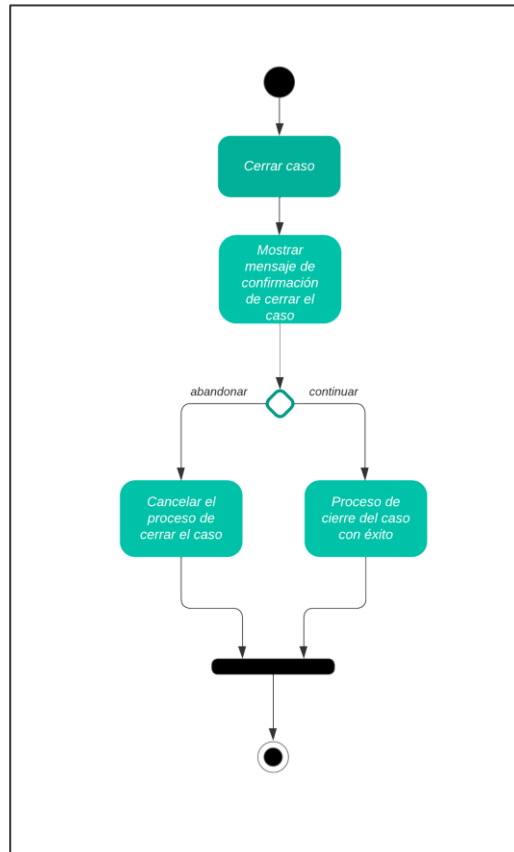 Cerrar caso
Mostrar
mensaje de
confirmación
de cerrar el
caso
abandonar
continuar
Cancelar el
proceso de
cerrar el caso
Proceso de
cierre del caso
con éxito